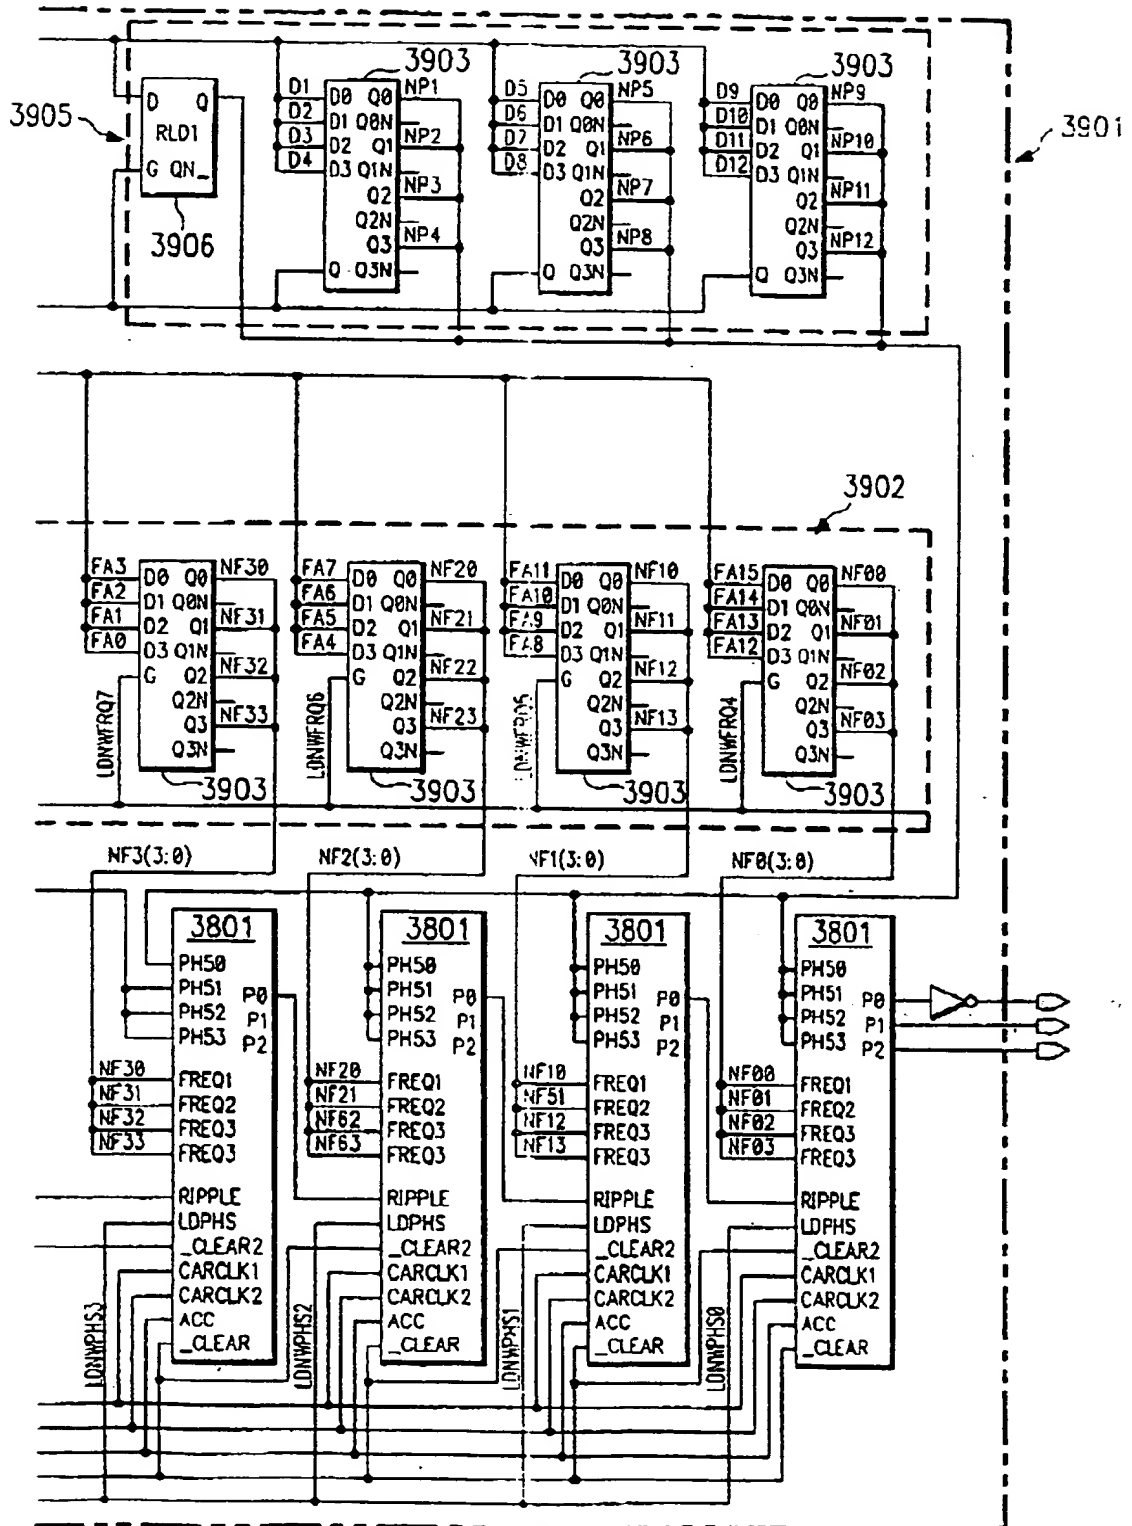 3901
3905
D Q
RLD1
G QN_
3906
3903
D1
D2
D3
D4
D0 Q0
Q0N
D1
Q1
D2
Q1N
D3
Q2
Q2N
Q3
Q Q3N
NP1
NP2
NP3
NP4
3903
D5
D6
D7
D8
D0 Q0
D1 Q0N
Q1
D2
D3 Q1N
Q2
Q2N
Q3
Q Q3N
NP5
NP6
NP7
NP8
3903
D9
D10
D11
D12
D0 Q0
D1 Q0N
Q1
D2
D3 Q1N
Q2
Q2N
Q3
Q Q3N
NP9
NP10
NP11
NP12
3902
FA3
FA2
FA1
FA0
D0 Q0
D1 Q0N
D2 Q1
D3 Q1N
G Q2
Q2N
Q3
Q3N
NF30
NF31
NF32
NF33
LDNWFRQ7
3903
FA7
FA6
FA5
FA4
D0 Q0
D1 Q0N
D2 Q1
D3 Q1N
G Q2
Q2N
Q3
Q3N
NF20
NF21
NF22
NF23
LDNWFRQ6
3903
FA11
FA10
FA9
FA8
D0 Q0
D1 Q0N
D2 Q1
D3 Q1N
G Q2
Q2N
Q3
Q3N
NF10
NF11
NF12
NF13
3903
FA15
FA14
FA13
FA12
D0 Q0
D1 Q0N
D2 Q1
D3 Q1N
G Q2
Q2N
Q3
Q3N
NF00
NF01
NF02
NF03
LDNWFRQ4
3903
NF3(3:0)
NF2(3:0)
NF1(3:0)
NF0(3:0)
3801
PH50
PH51
PH52
PH53
P0
P1
P2
NF30
NF31
NF32
NF33
FREQ1
FREQ2
FREQ3
FREQ3
RIPPLE
LDPHS
_CLEAR2
CARCLK1
CARCLK2
ACC
_CLEAR
LDNWPHS3
3801
PH50
PH51
PH52
PH53
P0
P1
P2
NF20
NF21
NF62
NF63
FREQ1
FREQ2
FREQ3
FREQ3
RIPPLE
LDPHS
_CLEAR2
CARCLK1
CARCLK2
ACC
_CLEAR
LDNWPHS2
3801
PH50
PH51
PH52
PH53
P0
P1
P2
NF10
NF51
NF12
NF13
FREQ1
FREQ2
FREQ3
FREQ3
RIPPLE
LDPHS
_CLEAR2
CARCLK1
CARCLK2
ACC
_CLEAR
LDNWPHS1
3801
PH50
PH51
PH52
PH53
P0
P1
P2
NF00
NF01
NF02
NF03
FREQ1
FREQ2
FREQ3
FREQ3
RIPPLE
LDPHS
_CLEAR2
CARCLK1
CARCLK2
ACC
_CLEAR
LDNWPHS0